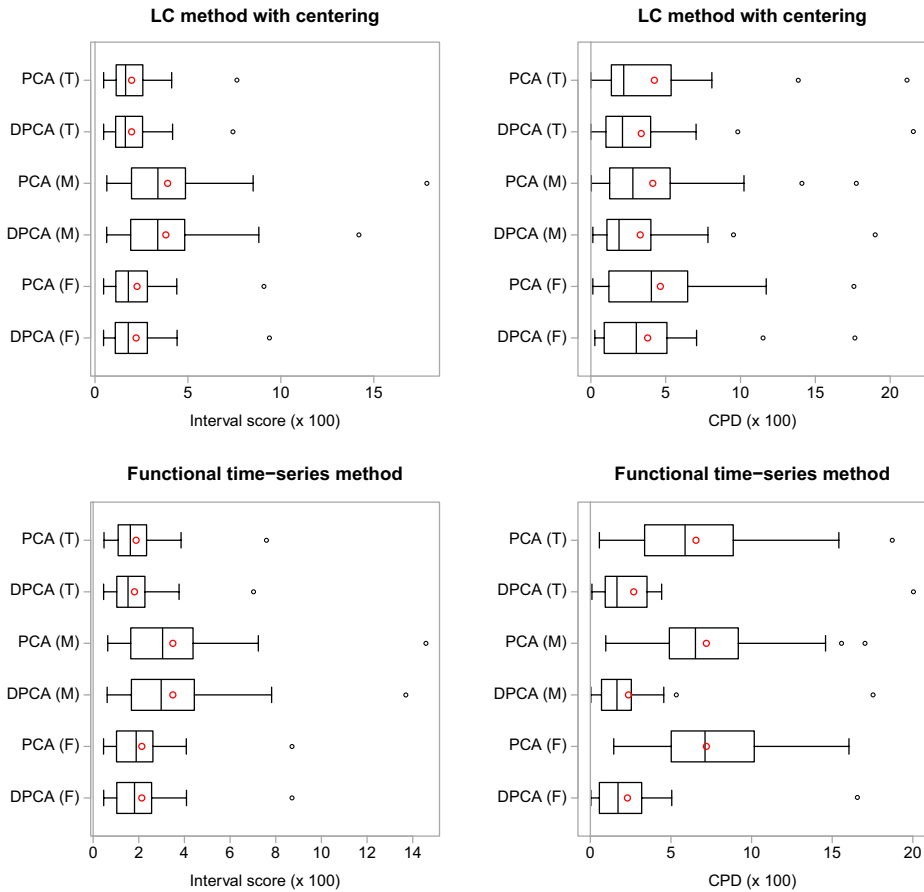 LC method with centering
PCA (T)
DPCA (T)
PCA (M)
DPCA (M)
PCA (F)
DPCA (F)
0 5 10 15
Interval score (x 100)
LC method with centering
PCA (T)
DPCA (T)
PCA (M)
DPCA (M)
PCA (F)
DPCA (F)
0 5 10 15 20
CPD (x 100)
Functional time−series method
PCA (T)
DPCA (T)
PCA (M)
DPCA (M)
PCA (F)
DPCA (F)
0 2 4 6 8 10 12 14
Interval score (x 100)
Functional time−series method
PCA (T)
DPCA (T)
PCA (M)
DPCA (M)
PCA (F)
DPCA (F)
0 5 10 15 20
CPD (x 100)